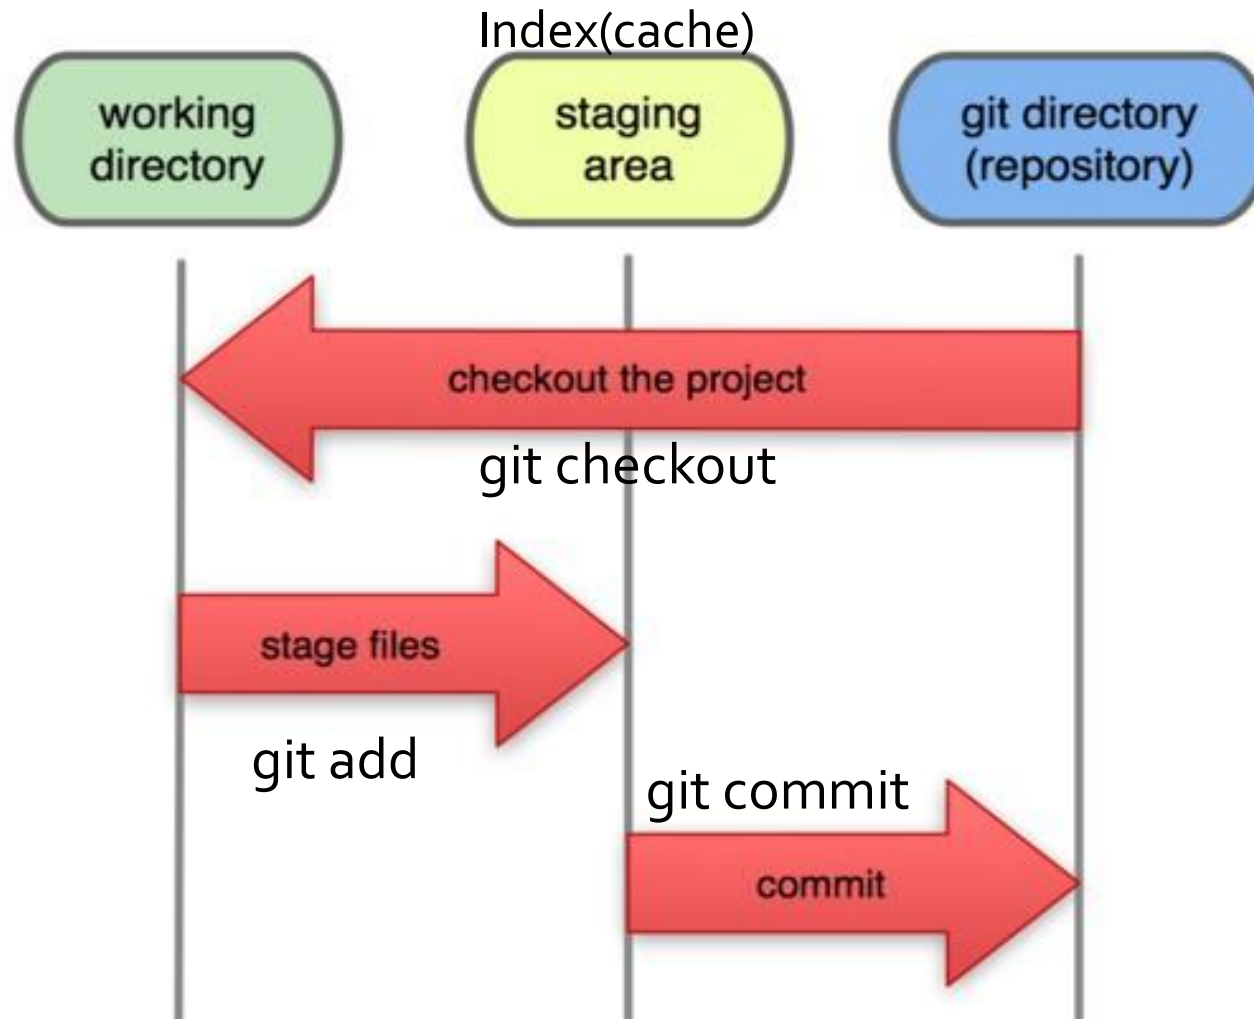 Index(cache)
working
directory
staging
area
git directory
(repository)
checkout the project
git checkout
stage files
git add
git commit
commit